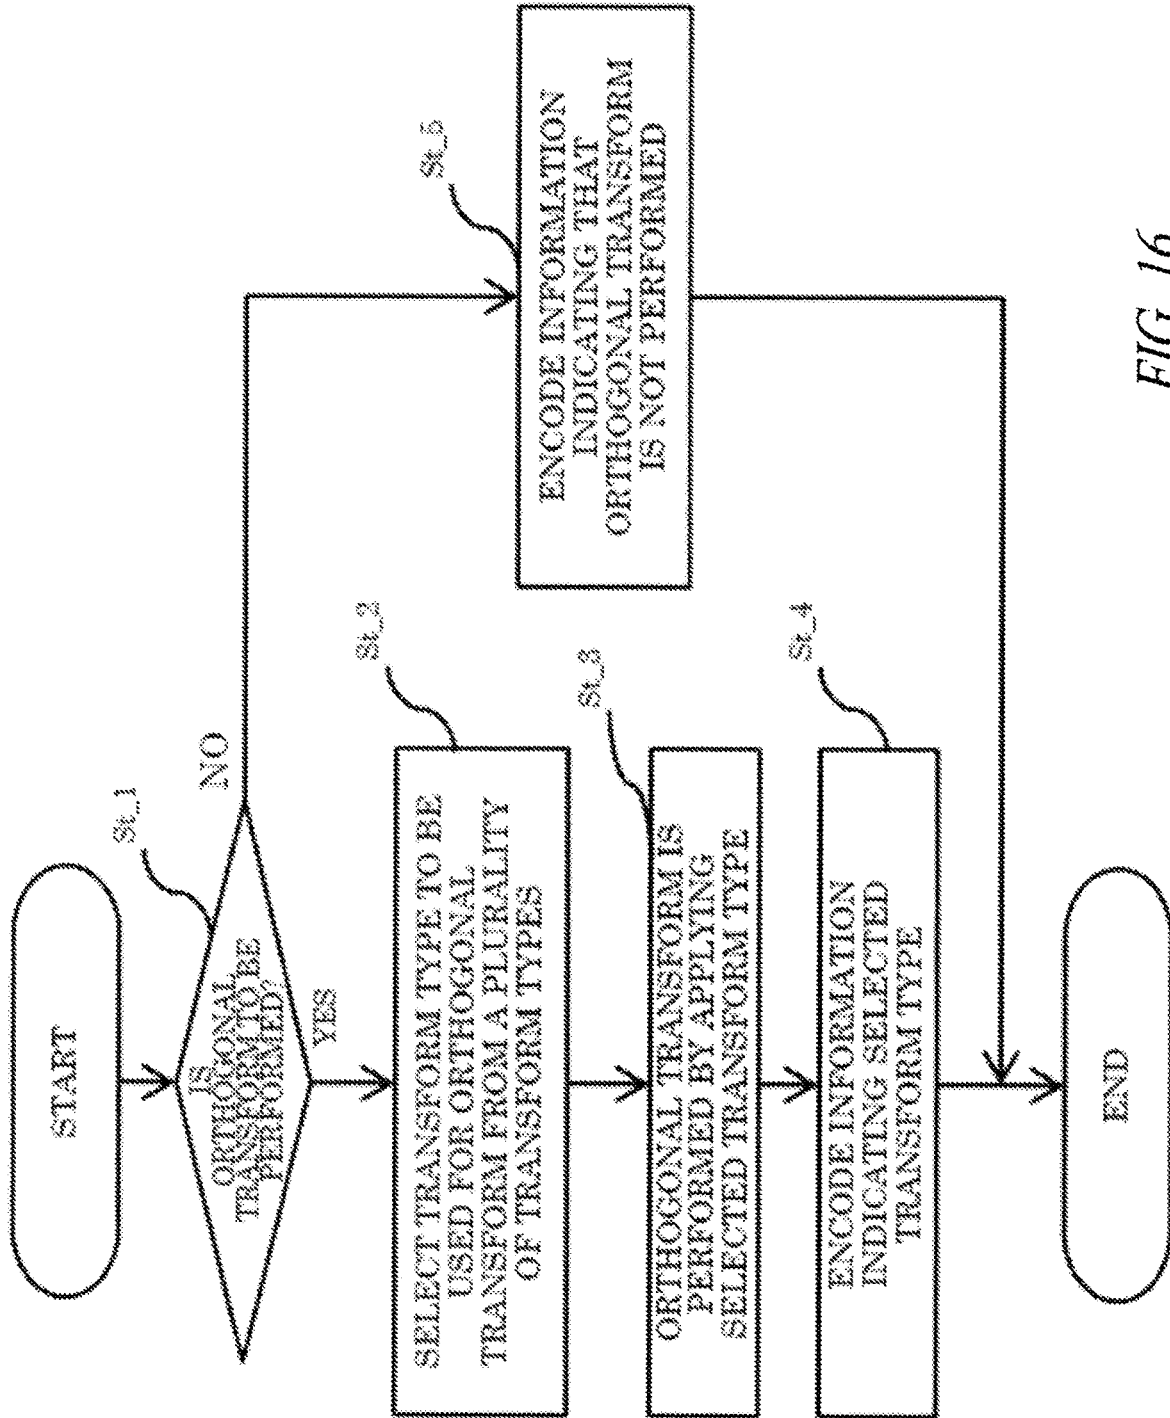 START
St_1
IS
ORTHOGONAL
TRANSFORM TO BE
PERFORMED?
NO
YES
St_2
SELECT TRANSFORM TYPE TO BE
USED FOR ORTHOGONAL
TRANSFORM FROM A PLURALITY
OF TRANSFORM TYPES
St_3
ORTHOGONAL TRANSFORM IS
PERFORMED BY APPLYING
SELECTED TRANSFORM TYPE
St_4
ENCODE INFORMATION
INDICATING SELECTED
TRANSFORM TYPE
St_5
ENCODE INFORMATION
INDICATING THAT
ORTHOGONAL TRANSFORM
IS NOT PERFORMED
END
FIG. 16